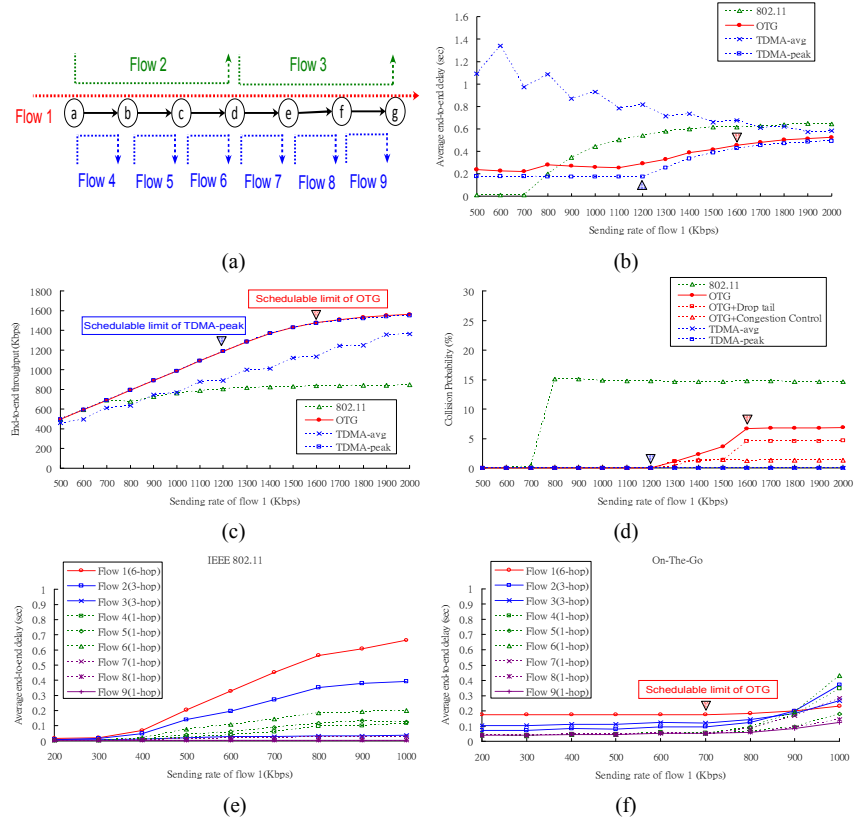 Flow 2
Flow 3
Flow 1
a
b
c
d
e
f
g
Flow 4
Flow 5
Flow 6
Flow 7
Flow 8
Flow 9
(a)
802.11
OTG
TDMA-avg
TDMA-peak
Average end-to-end delay (sec)
1.6
1.4
1.2
1
0.8
0.6
0.4
0.2
0
500 600 700 800 900 1000 1100 1200 1300 1400 1500 1600 1700 1800 1900 2000
Sending rate of flow 1 (Kbps)
(b)
Schedulable limit of OTG
Schedulable limit of TDMA-peak
End-to-end throughput (Kbps)
1800
1600
1400
1200
1000
800
600
400
200
0
802.11
OTG
TDMA-avg
TDMA-peak
500 600 700 800 900 1000 1100 1200 1300 1400 1500 1600 1700 1800 1900 2000
Sending rate of flow 1 (Kbps)
(c)
802.11
OTG
OTG+Drop tail
OTG+Congestion Control
TDMA-avg
TDMA-peak
Collision Probability (%)
30
25
20
15
10
5
0
500 600 700 800 900 1000 1100 1200 1300 1400 1500 1600 1700 1800 1900 2000
Sending rate of flow 1 (Kbps)
(d)
IEEE 802.11
Flow 1(6-hop)
Flow 2(3-hop)
Flow 3(3-hop)
Flow 4(1-hop)
Flow 5(1-hop)
Flow 6(1-hop)
Flow 7(1-hop)
Flow 8(1-hop)
Flow 9(1-hop)
Average end-to-end delay (sec)
1
0.9
0.8
0.7
0.6
0.5
0.4
0.3
0.2
0.1
0
200 300 400 500 600 700 800 900 1000
Sending rate of flow 1 (Kbps)
(e)
On-The-Go
Flow 1(6-hop)
Flow 2(3-hop)
Flow 3(3-hop)
Flow 4(1-hop)
Flow 5(1-hop)
Flow 6(1-hop)
Flow 7(1-hop)
Flow 8(1-hop)
Flow 9(1-hop)
Schedulable limit of OTG
Average end-to-end delay (sec)
1
0.9
0.8
0.7
0.6
0.5
0.4
0.3
0.2
0.1
0
200 300 400 500 600 700 800 900 1000
Sending rate of flow 1(Kbps)
(f)